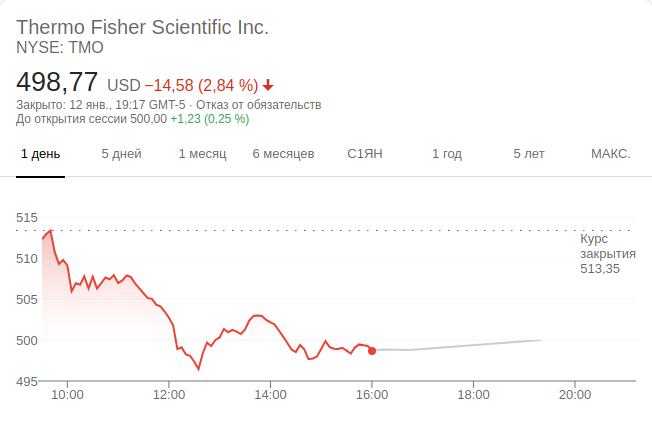 Thermo Fisher Scientific Inc.
NYSE: TMO
498,77 USD −14,58 (2,84 %)
Закрыто: 12 янв., 19:17 GMT-5 · Отказ от обязательств
До открытия сессии 500,00 +1,23 (0,25 %)
1 день 5 дней 1 месяц 6 месяцев С1ЯН 1 год 5 лет МАКС.
515
Курс
закрытия
513,35
510
505
500
495
10:00 12:00 14:00 16:00 18:00 20:00